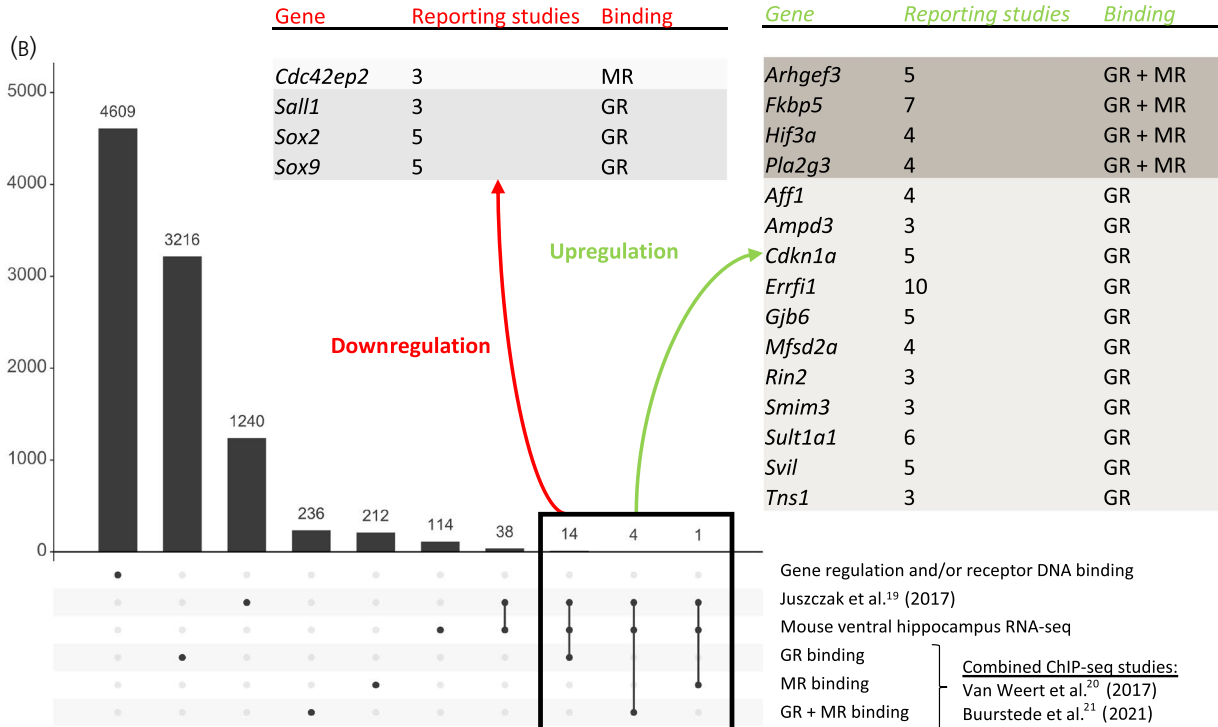 (B)
Gene Reporting studies Binding
Cdc42ep2 3 MR
Sall1 3 GR
Sox2 5 GR
Sox9 5 GR
Gene Reporting studies Binding
Arhgef3 5 GR + MR
Fkbp5 7 GR + MR
Hif3a 4 GR + MR
Pla2g3 4 GR + MR
Aff1 4 GR
Ampd3 3 GR
Cdkn1a 5 GR
Errfi1 10 GR
Gjb6 5 GR
Mfsd2a 4 GR
Rin2 3 GR
Smim3 3 GR
Sult1a1 6 GR
Svil 5 GR
Tns1 3 GR
Upregulation
Downregulation
5000
4000
3000
2000
1000
0
4609
3216
1240
236
212
114
38
14
4
1
Gene regulation and/or receptor DNA binding
Juszczak et al.19 (2017)
Mouse ventral hippocampus RNA-seq
GR binding
MR binding
GR + MR binding
Combined ChIP-seq studies:
Van Weert et al.20 (2017)
Buurstede et al.21 (2021)